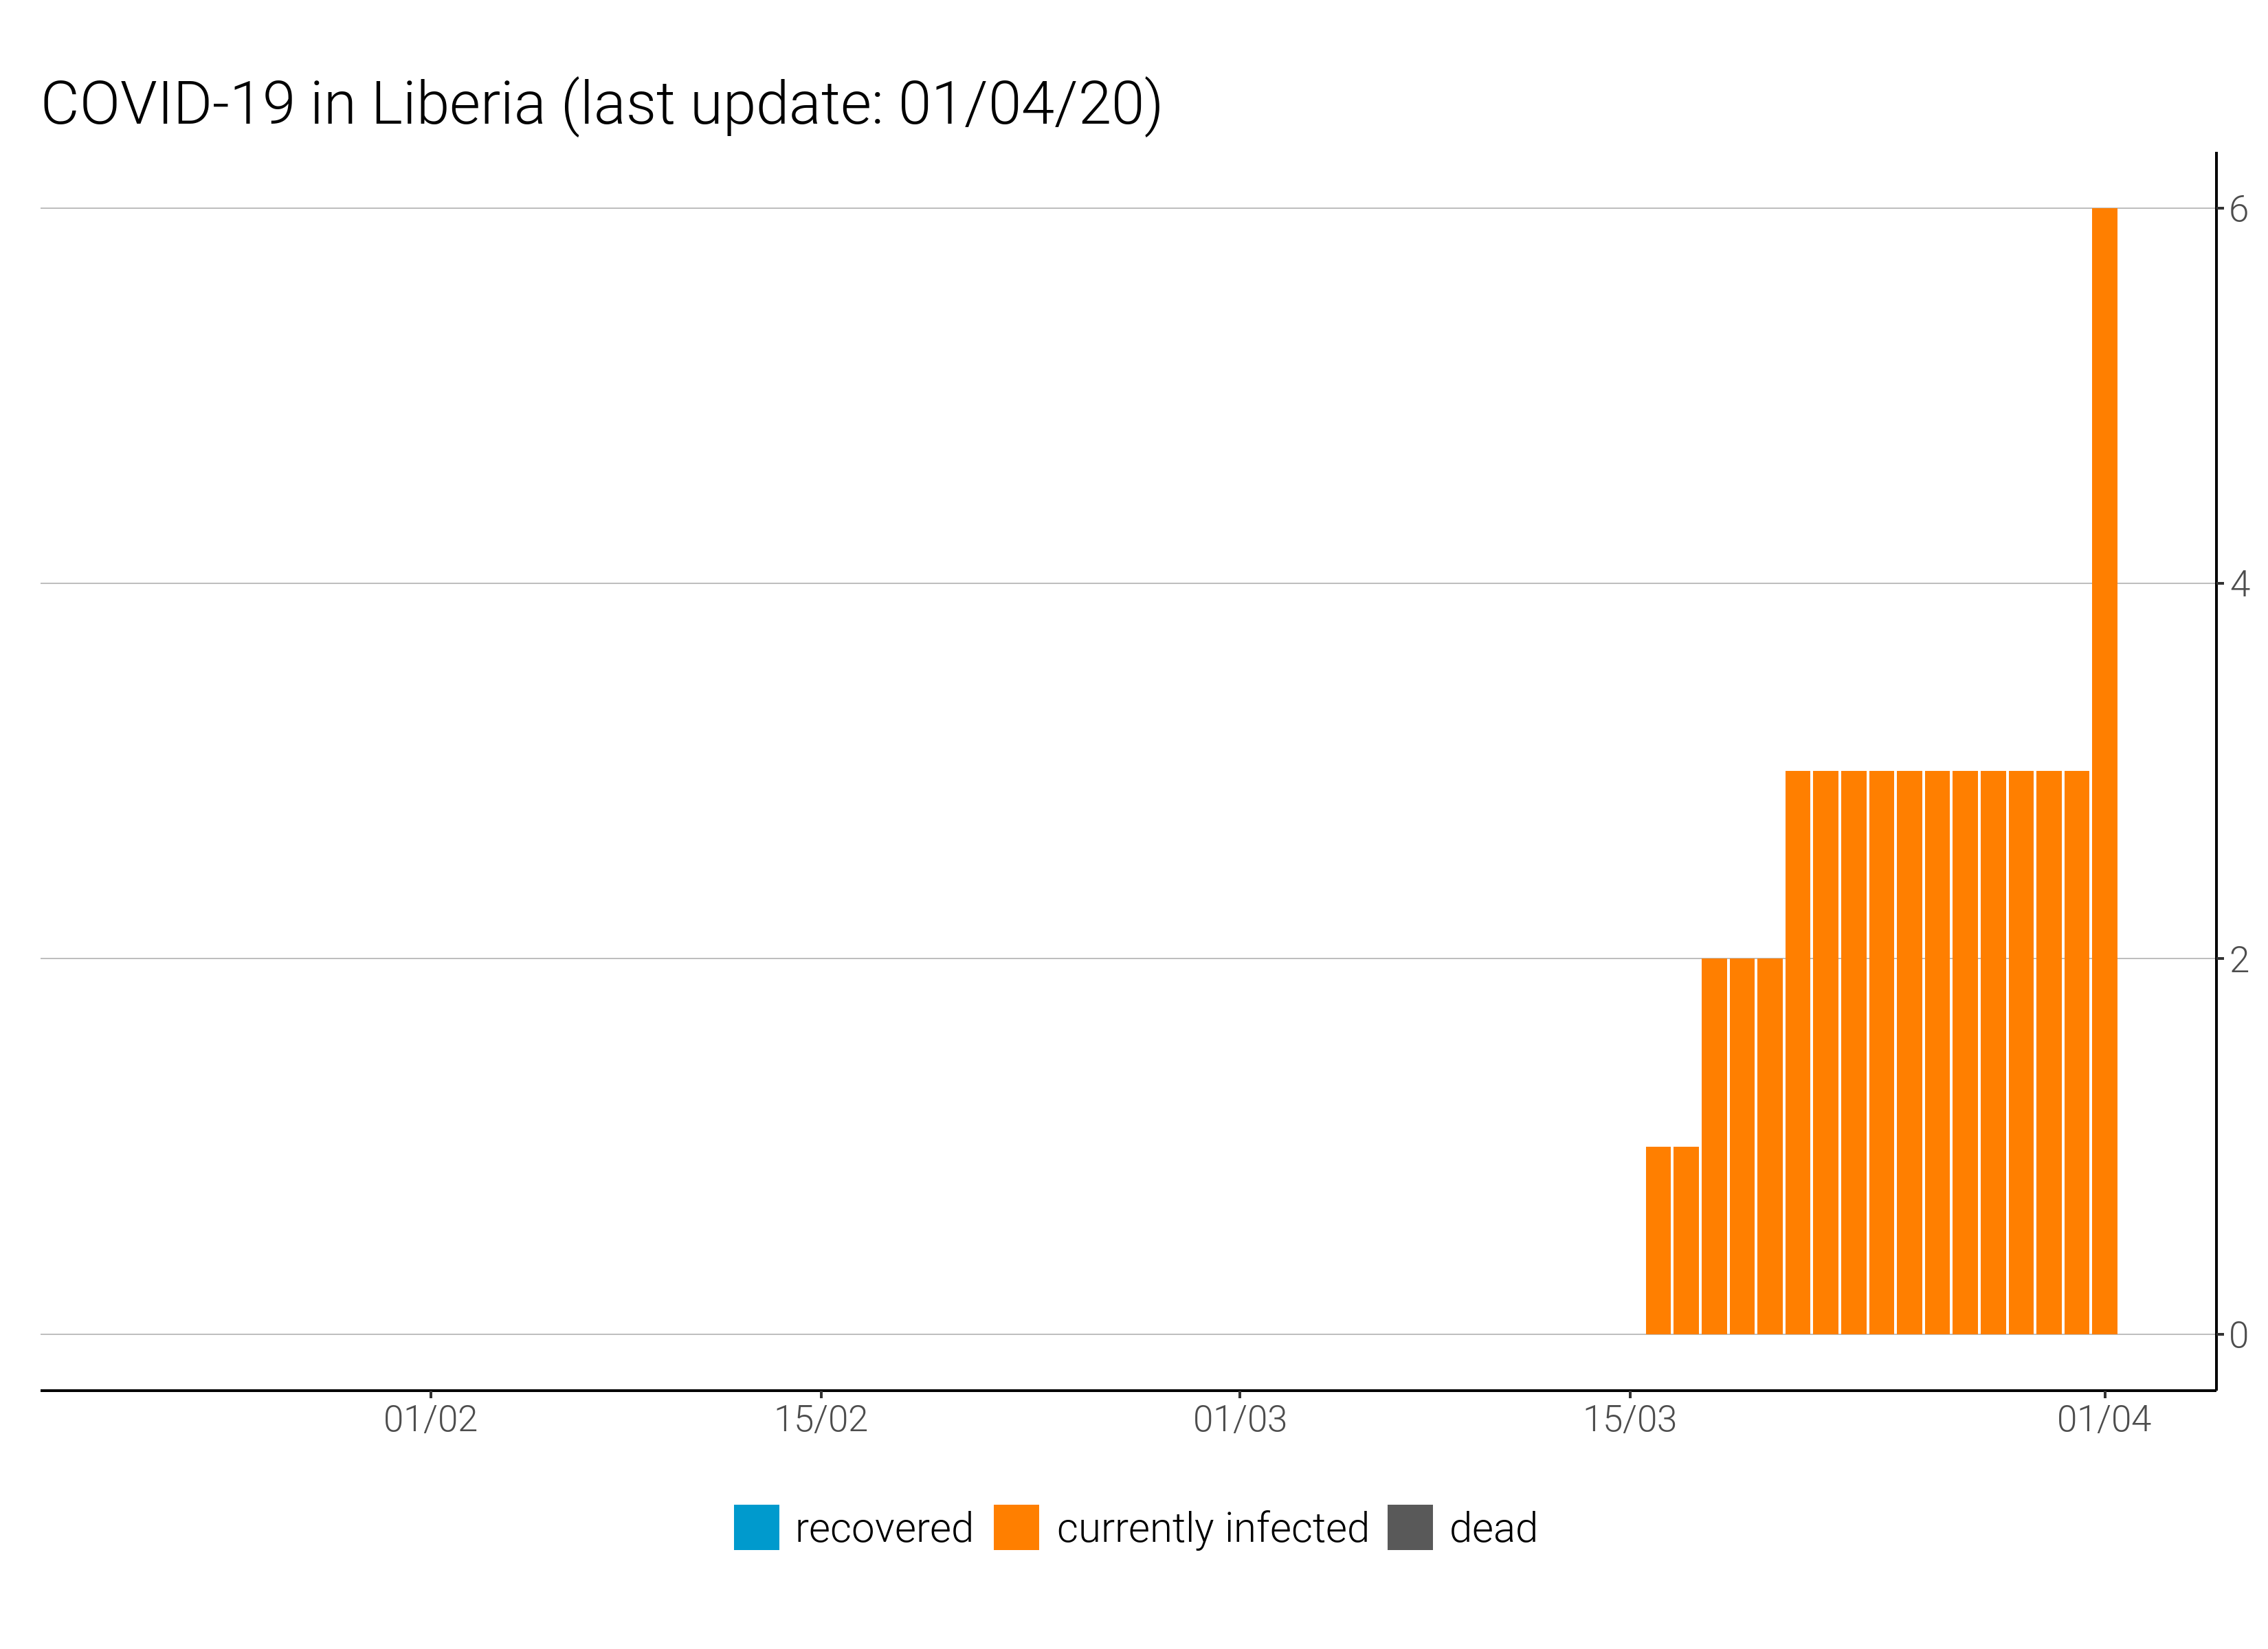 COVID-19 in Liberia (last update: 01/04/20)
6
4
2
0
01/02 15/02 01/03 15/03 01/04
recovered currently infected dead